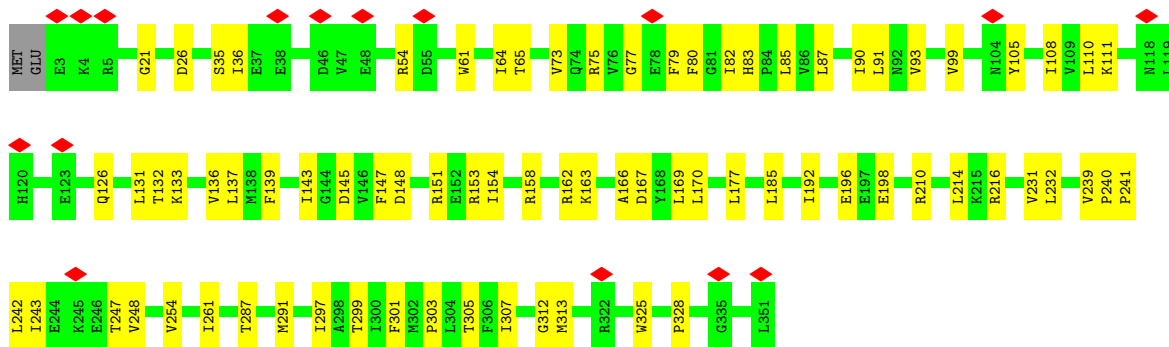 MET GLU E3 K4 R5 G21 D26 S35 I36 E37 E38 D46 V47 E48 R54 D55 W61 I64 T65 V73 Q74 R75 V76 G77 E78 F79 F80 G81 I82 H83 P84 L85 V86 L87 I90 L91 N92 V93 V99 N104 Y105 I108 V109 L110 K111 N118 L119
H120 E123 Q126 L131 T132 K133 V136 L137 M138 F139 I143 G144 D145 V146 F147 D148 R151 E152 R153 I154 R158 R162 K163 A166 D167 Y168 L169 L170 L177 L185 I192 E196 E197 E198 R210 L214 K215 R216 V231 L232 V239 P240 P241
L242 I243 E244 K245 E246 T247 V248 V254 I261 T287 M291 I297 A298 T299 I300 F301 M302 P303 L304 T305 F306 I307 G312 M313 R322 W325 P328 G335 L351